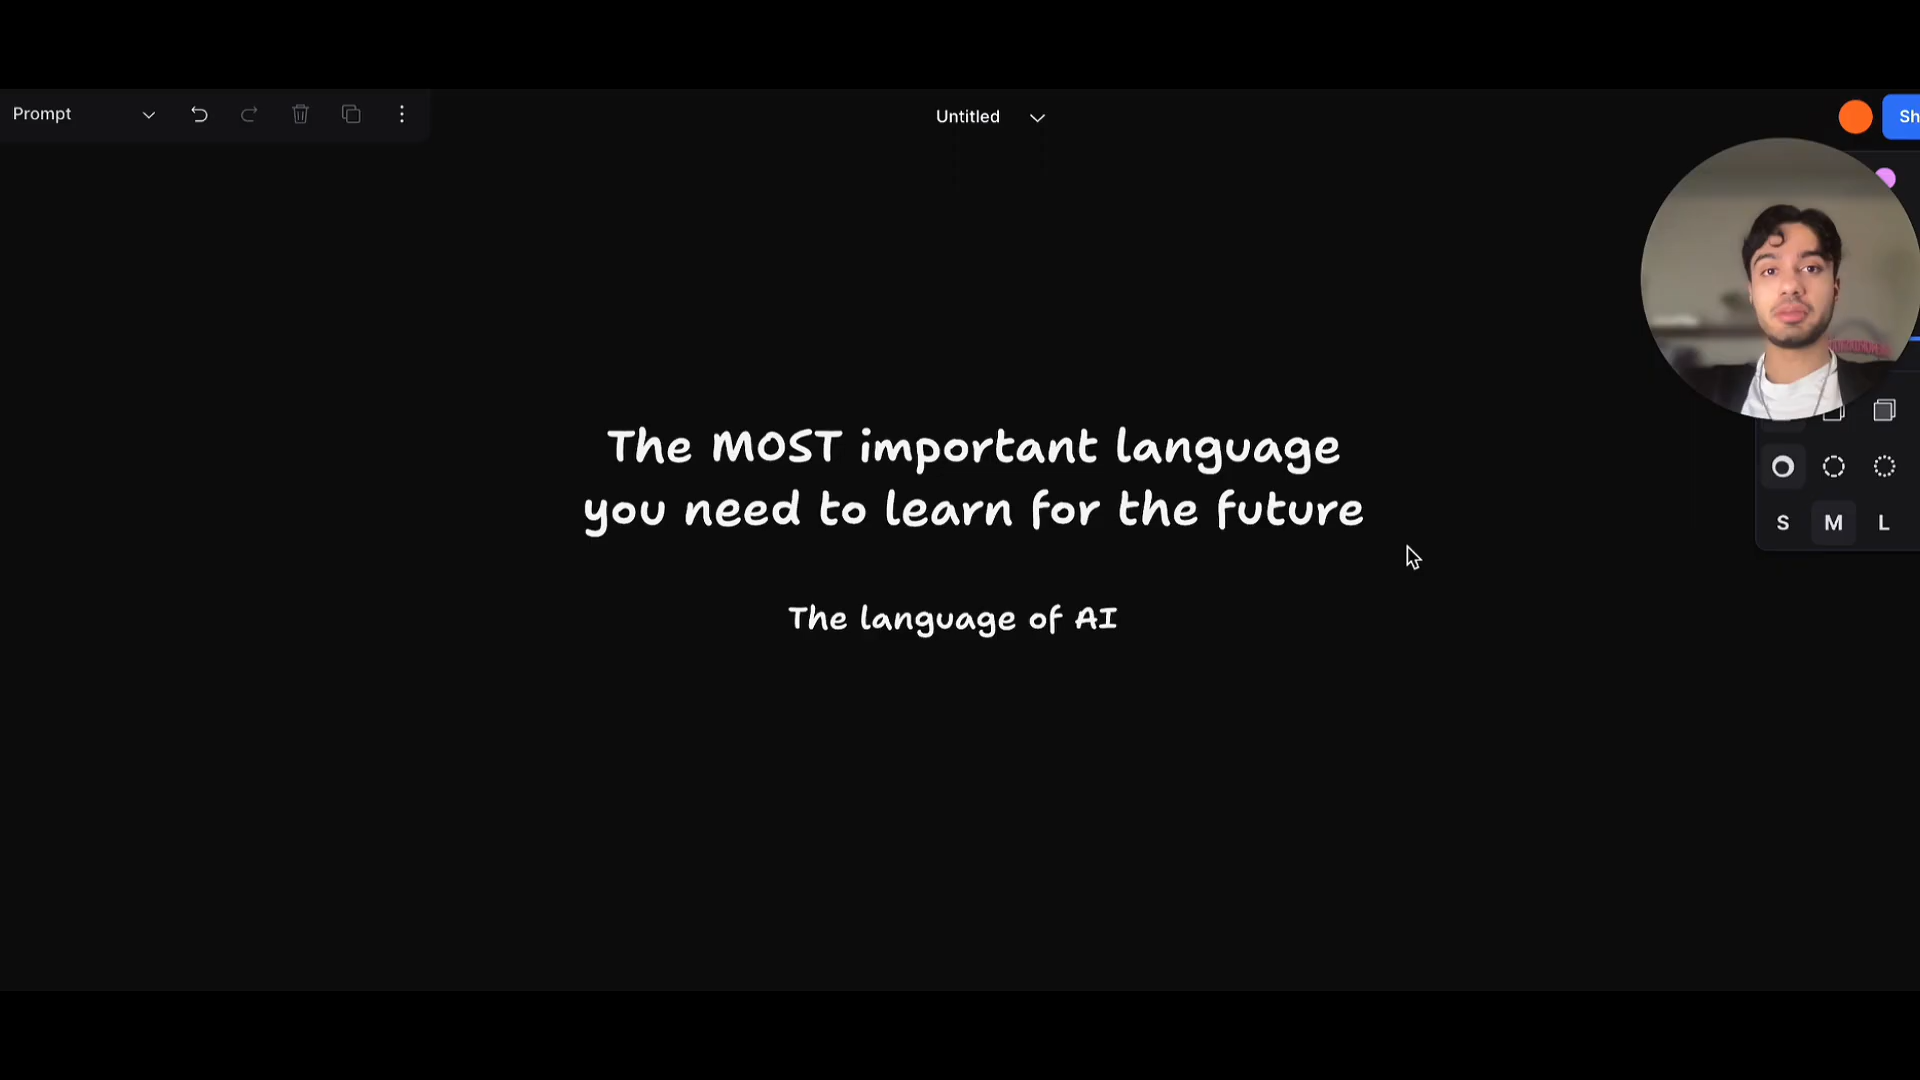 Prompt
Untitled
Sh
The MOST important language
you need to learn for the future
The language of AI
S M L